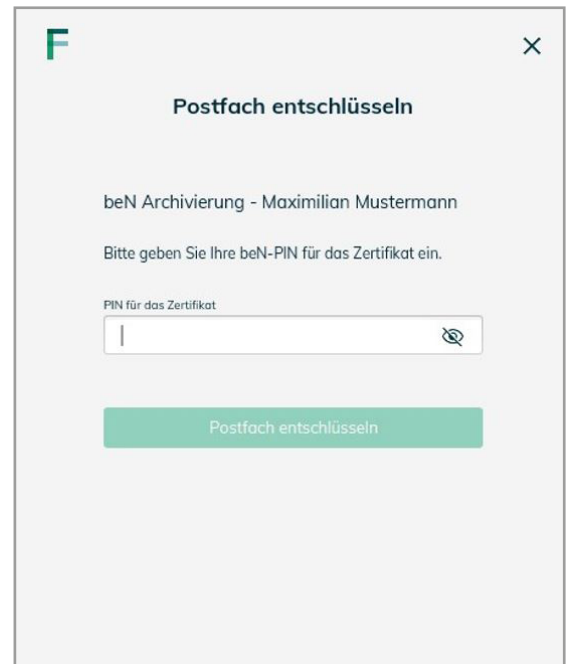 F
Postfach entschlüsseln
beN Archivierung - Maximilian Mustermann
Bitte geben Sie Ihre beN-PIN für das Zertifikat ein.
PIN für das Zertifikat
Postfach entschlüsseln